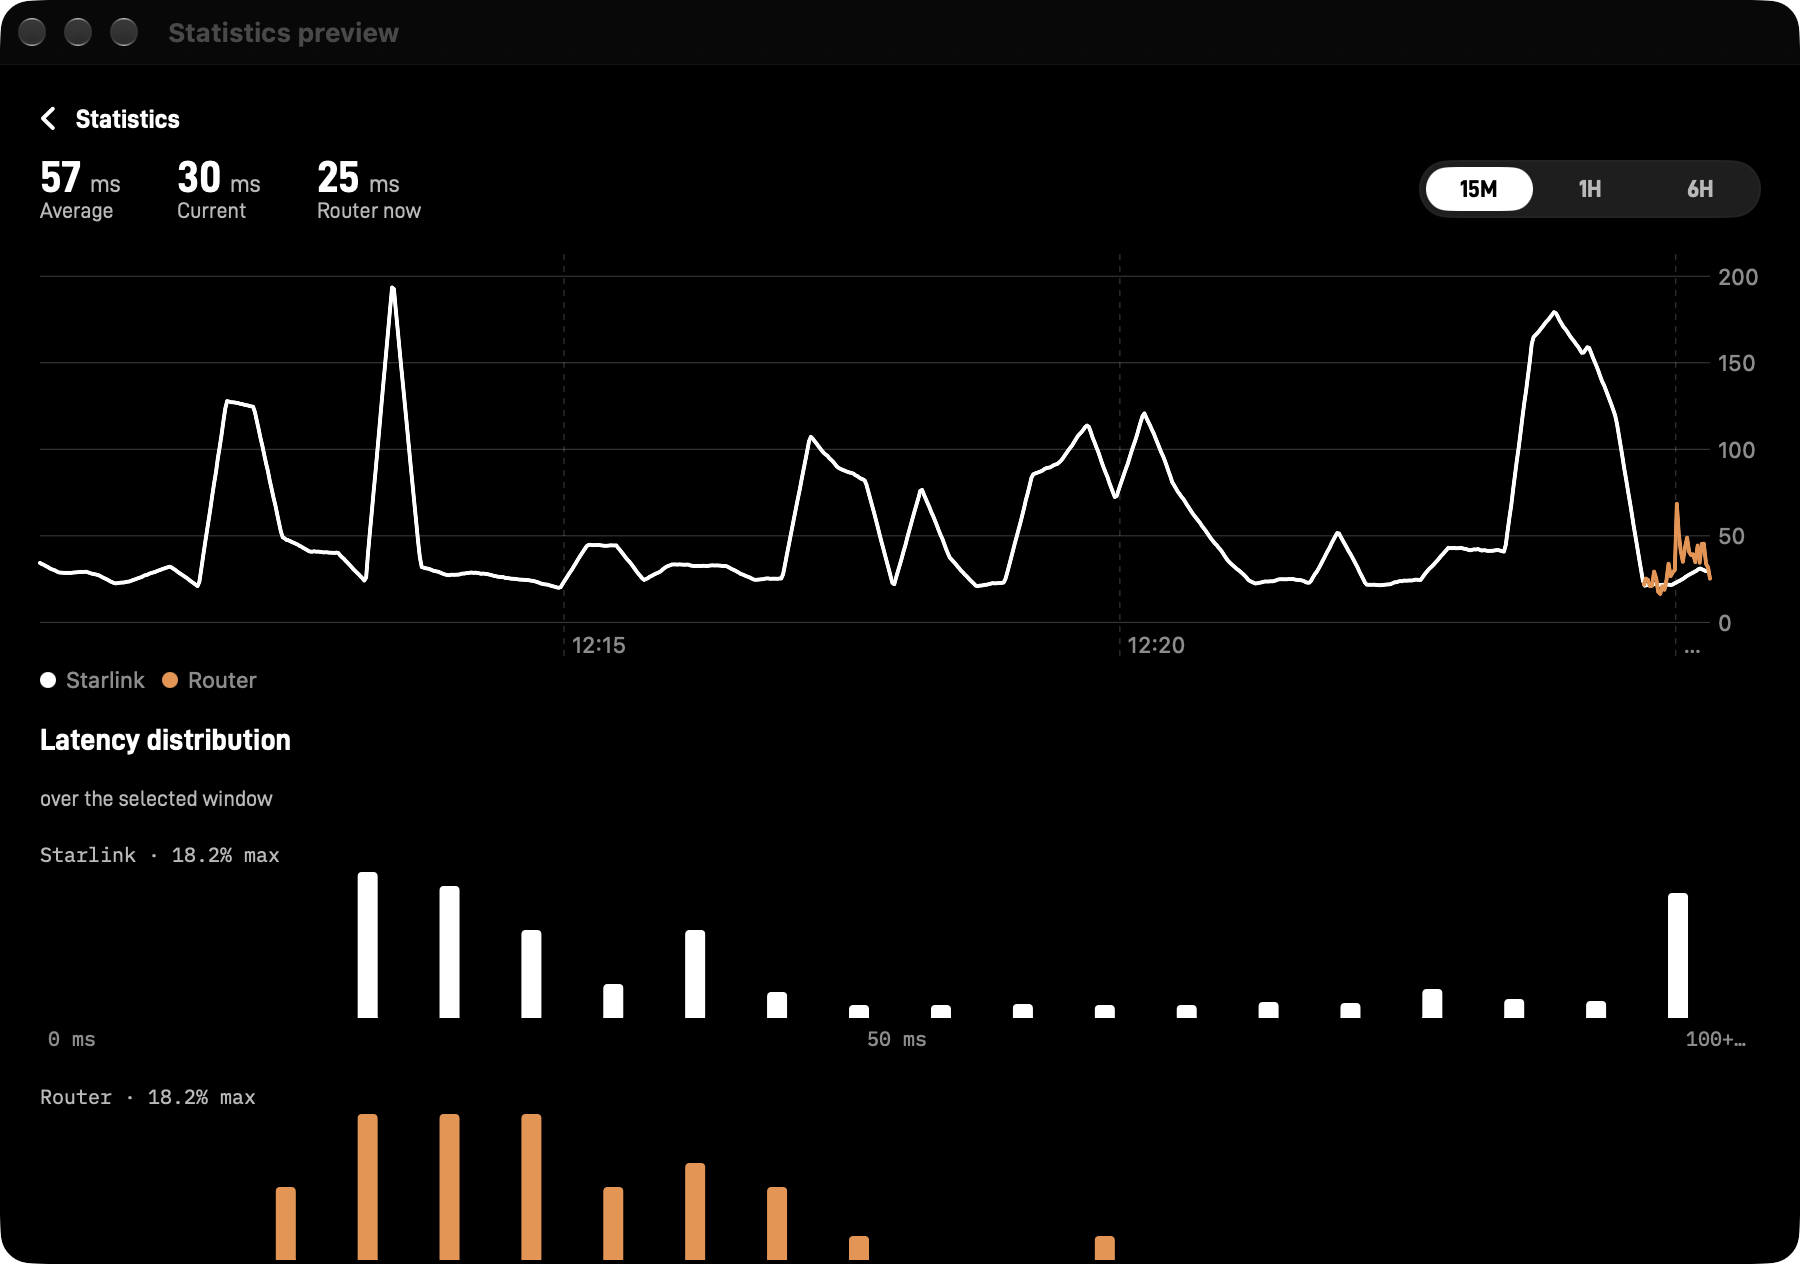 Statistics preview
Statistics
57 ms 30 ms 25 ms
Average Current Router now
15M 1H 6H
200
150
100
50
0
12:15 12:20 ...
Starlink Router
Latency distribution
over the selected window
Starlink · 18.2% max
0 ms 50 ms 100+…
Router · 18.2% max